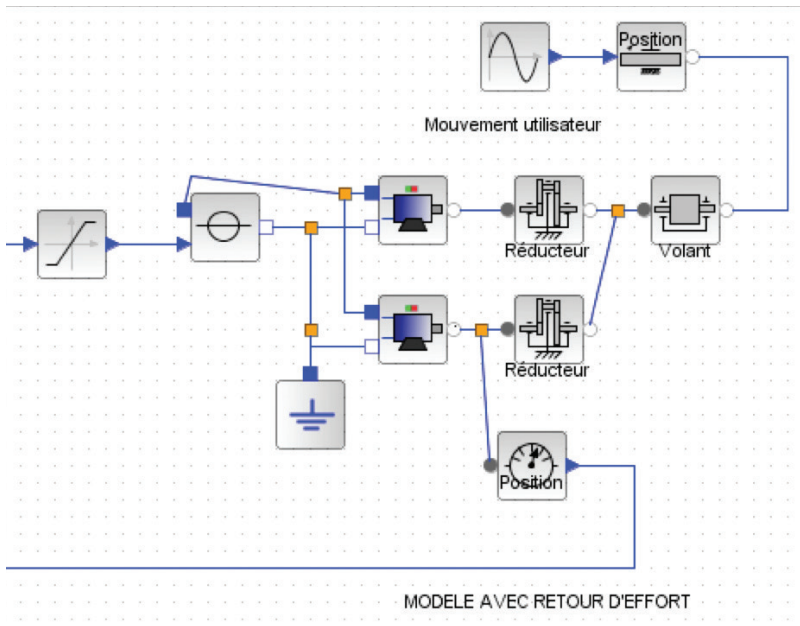 Position
Mouvement utilisateur
Réducteur
Volant
Réducteur
Position
MODELE AVEC RETOUR D'EFFORT